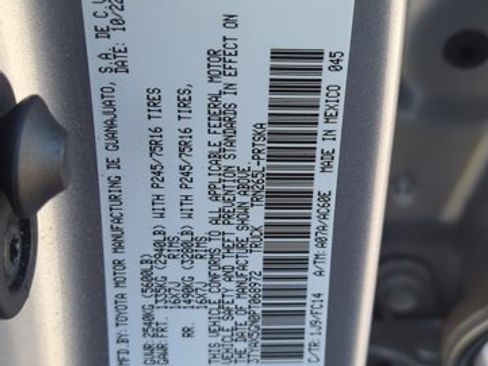 MFD.BY:TOYOTA MOTOR MANUFACTURING DE GUANAJUATO, S.A. DE C.V.
DATE: 10/22
GVWR: 2540KG (5600LB)
GAWR: FRT. 1335KG (2940LB) WITH P245/75R16 TIRES,
16X7J RIMS
RR. 1490KG (3280LB) WITH P245/75R16 TIRES,
16X7J RIMS
THIS VEHICLE CONFORMS TO ALL APPLICABLE FEDERAL MOTOR
VEHICLE SAFETY AND THEFT PREVENTION STANDARDS IN EFFECT ON
THE DATE OF MANUFACTURE SHOWN ABOVE.
TRUCK TRN265L-PRTSKA
C/TR: 1J9/FC14 A/TM: A07A/AC60E MADE IN MEXICO 045